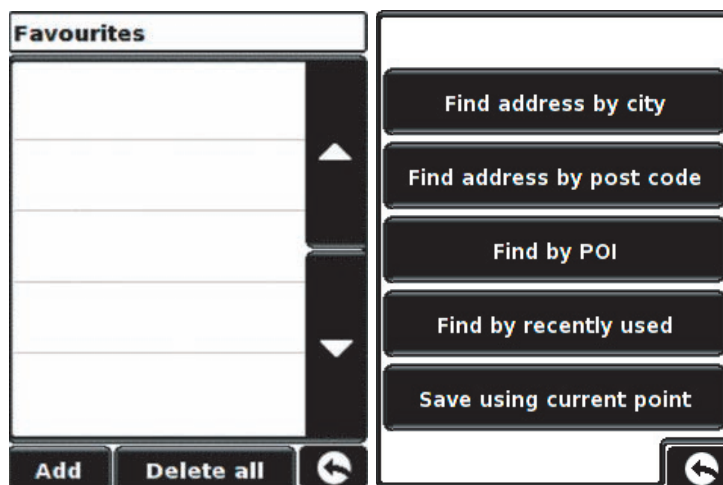 Favourites
Add
Delete all
Find address by city
Find address by post code
Find by POI
Find by recently used
Save using current point